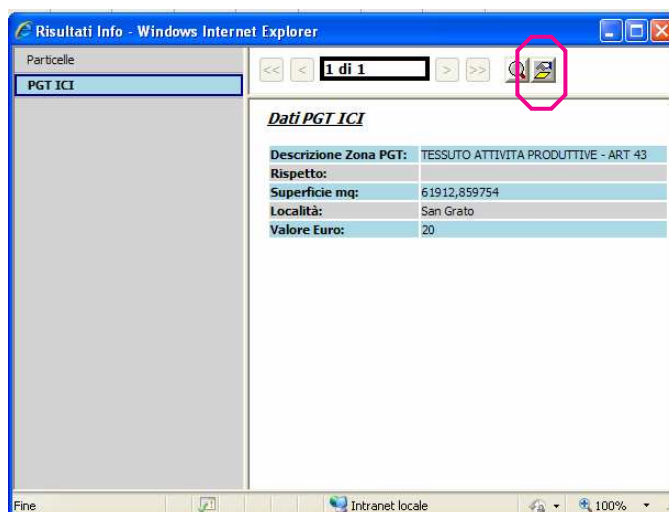 Risultati Info - Windows Internet Explorer
Particelle
PGT ICI
<< < 1 di 1 > >>
Dati PGT ICI
Descrizione Zona PGT: TESSUTO ATTIVITA PRODUTTIVE - ART 43
Rispetto:
Superficie mq: 61912,859754
Località: San Grato
Valore Euro: 20
Fine Intranet locale 100%